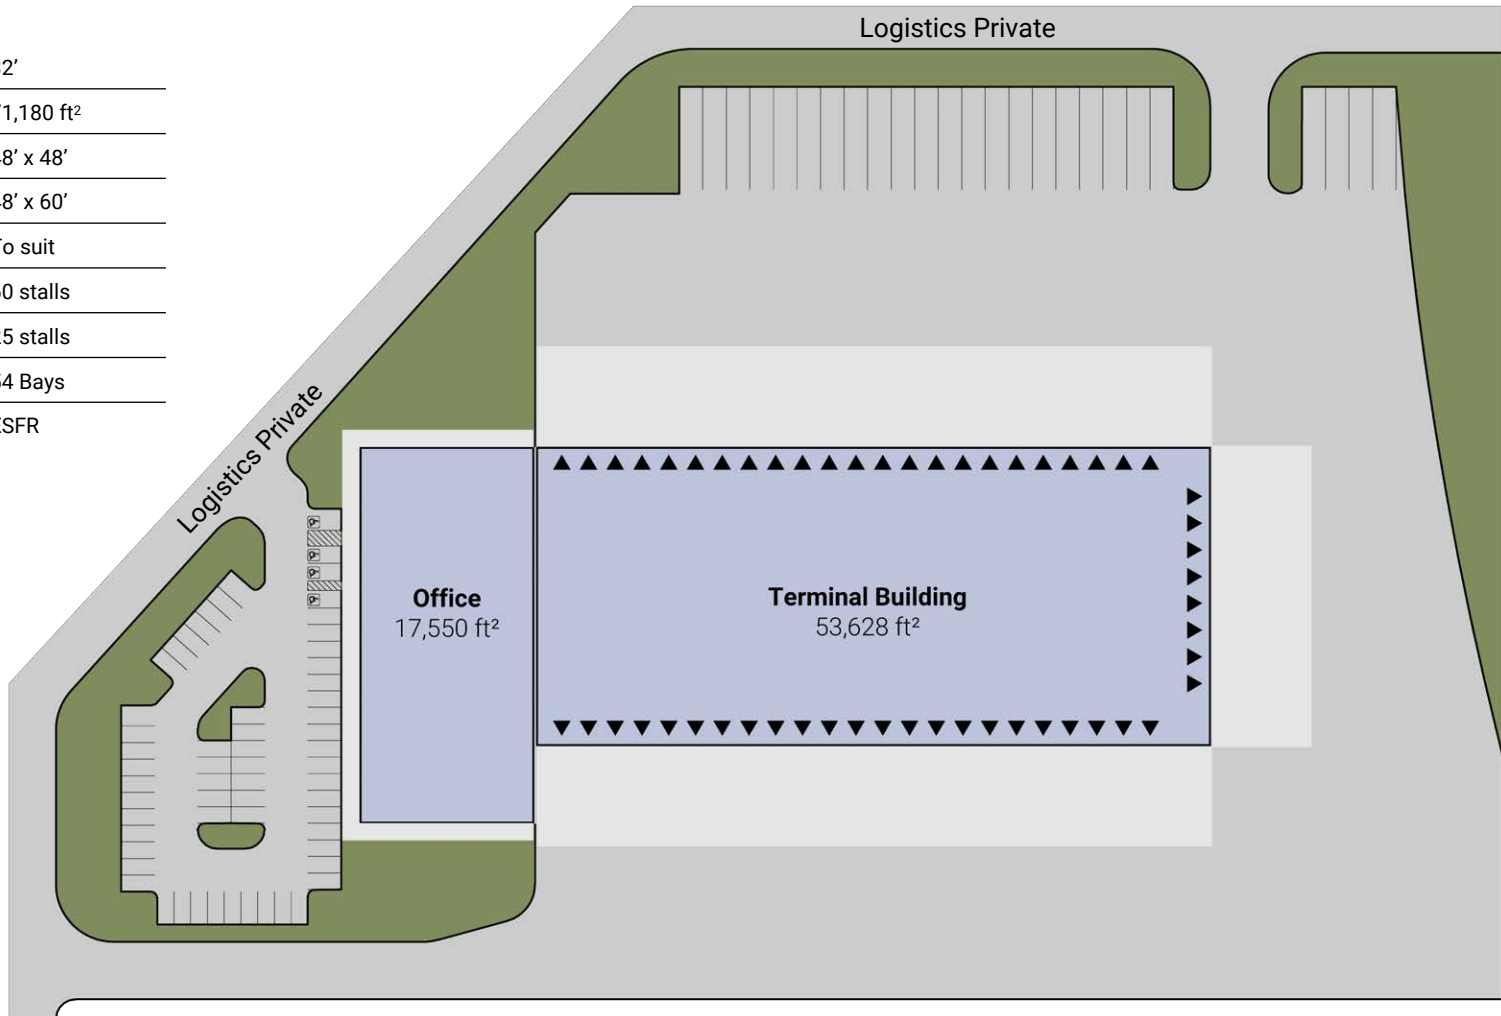 Logistics Private
2’
1,180 ft²
8’ x 48’
8’ x 60’
o suit
0 stalls
5 stalls
4 Bays
SFR
Logistics Private
Office
17,550 ft²
Terminal Building
53,628 ft²